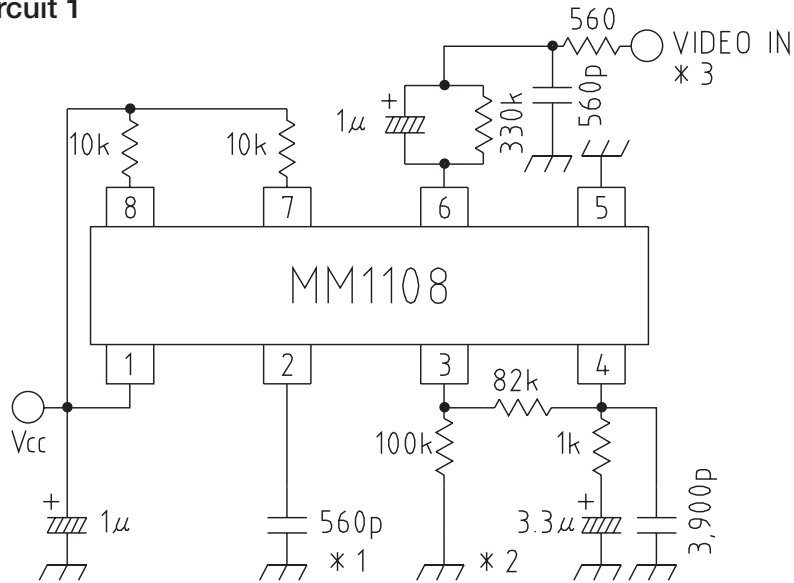 rcuit 1
560
VIDEO IN
* 3
1μ
+
330k
560p
10k
10k
8
7
6
5
MM1108
1
2
3
4
82k
Vcc
100k
1k
+
1μ
560p
* 1
* 2
+
3.3μ
3,900p